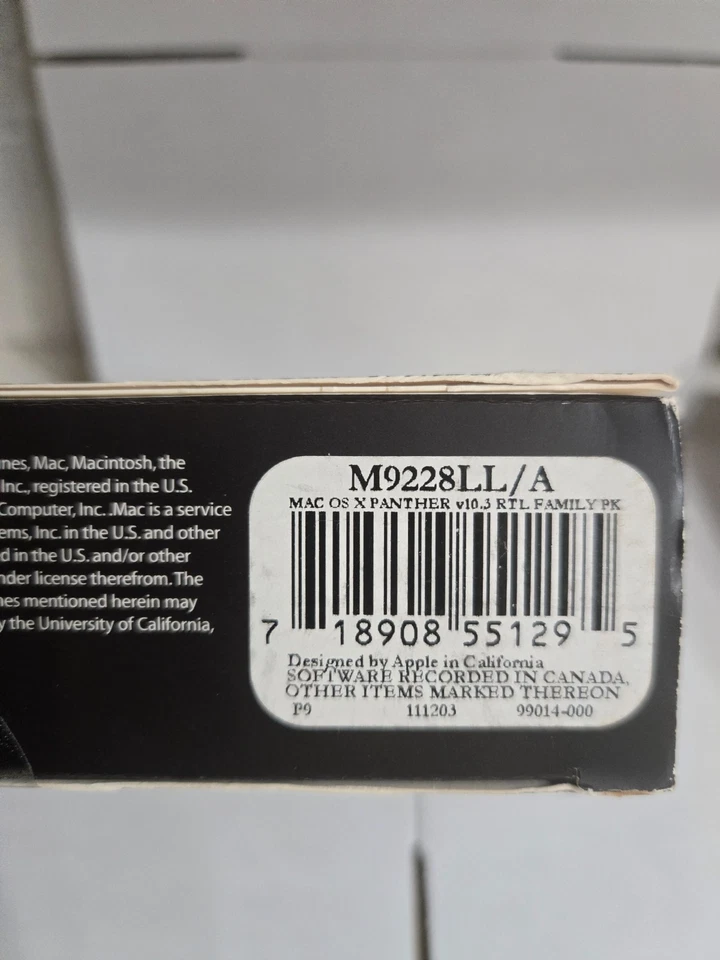 nes, Mac, Macintosh, the
Inc., registered in the U.S.
Computer, Inc. .Mac is a service
ems, Inc. in the U.S. and other
d in the U.S. and/or other
nder license therefrom. The
es mentioned herein may
y the University of California,
M9228LL/A
MAC OS X PANTHER v10.3 RTL FAMILY PK
7 18908 55129 5
Designed by Apple in California
SOFTWARE RECORDED IN CANADA,
OTHER ITEMS MARKED THEREON
P9 111203 99014-000